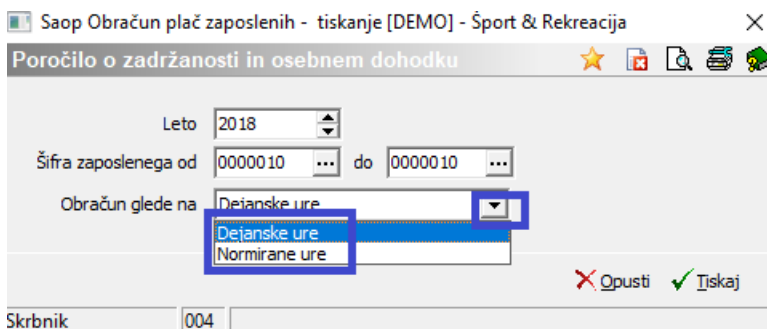 Saop Obračun plač zaposlenih - tiskanje [DEMO] - Šport & Rekreacija
Poročilo o zadržanosti in osebnem dohodku
Leto 2018
Šifra zaposlenega od 0000010 ... do 0000010 ...
Obračun glede na Dejanske ure
Dejanske ure
Normirane ure
Opusti Tiskaj
Skrbnik 004